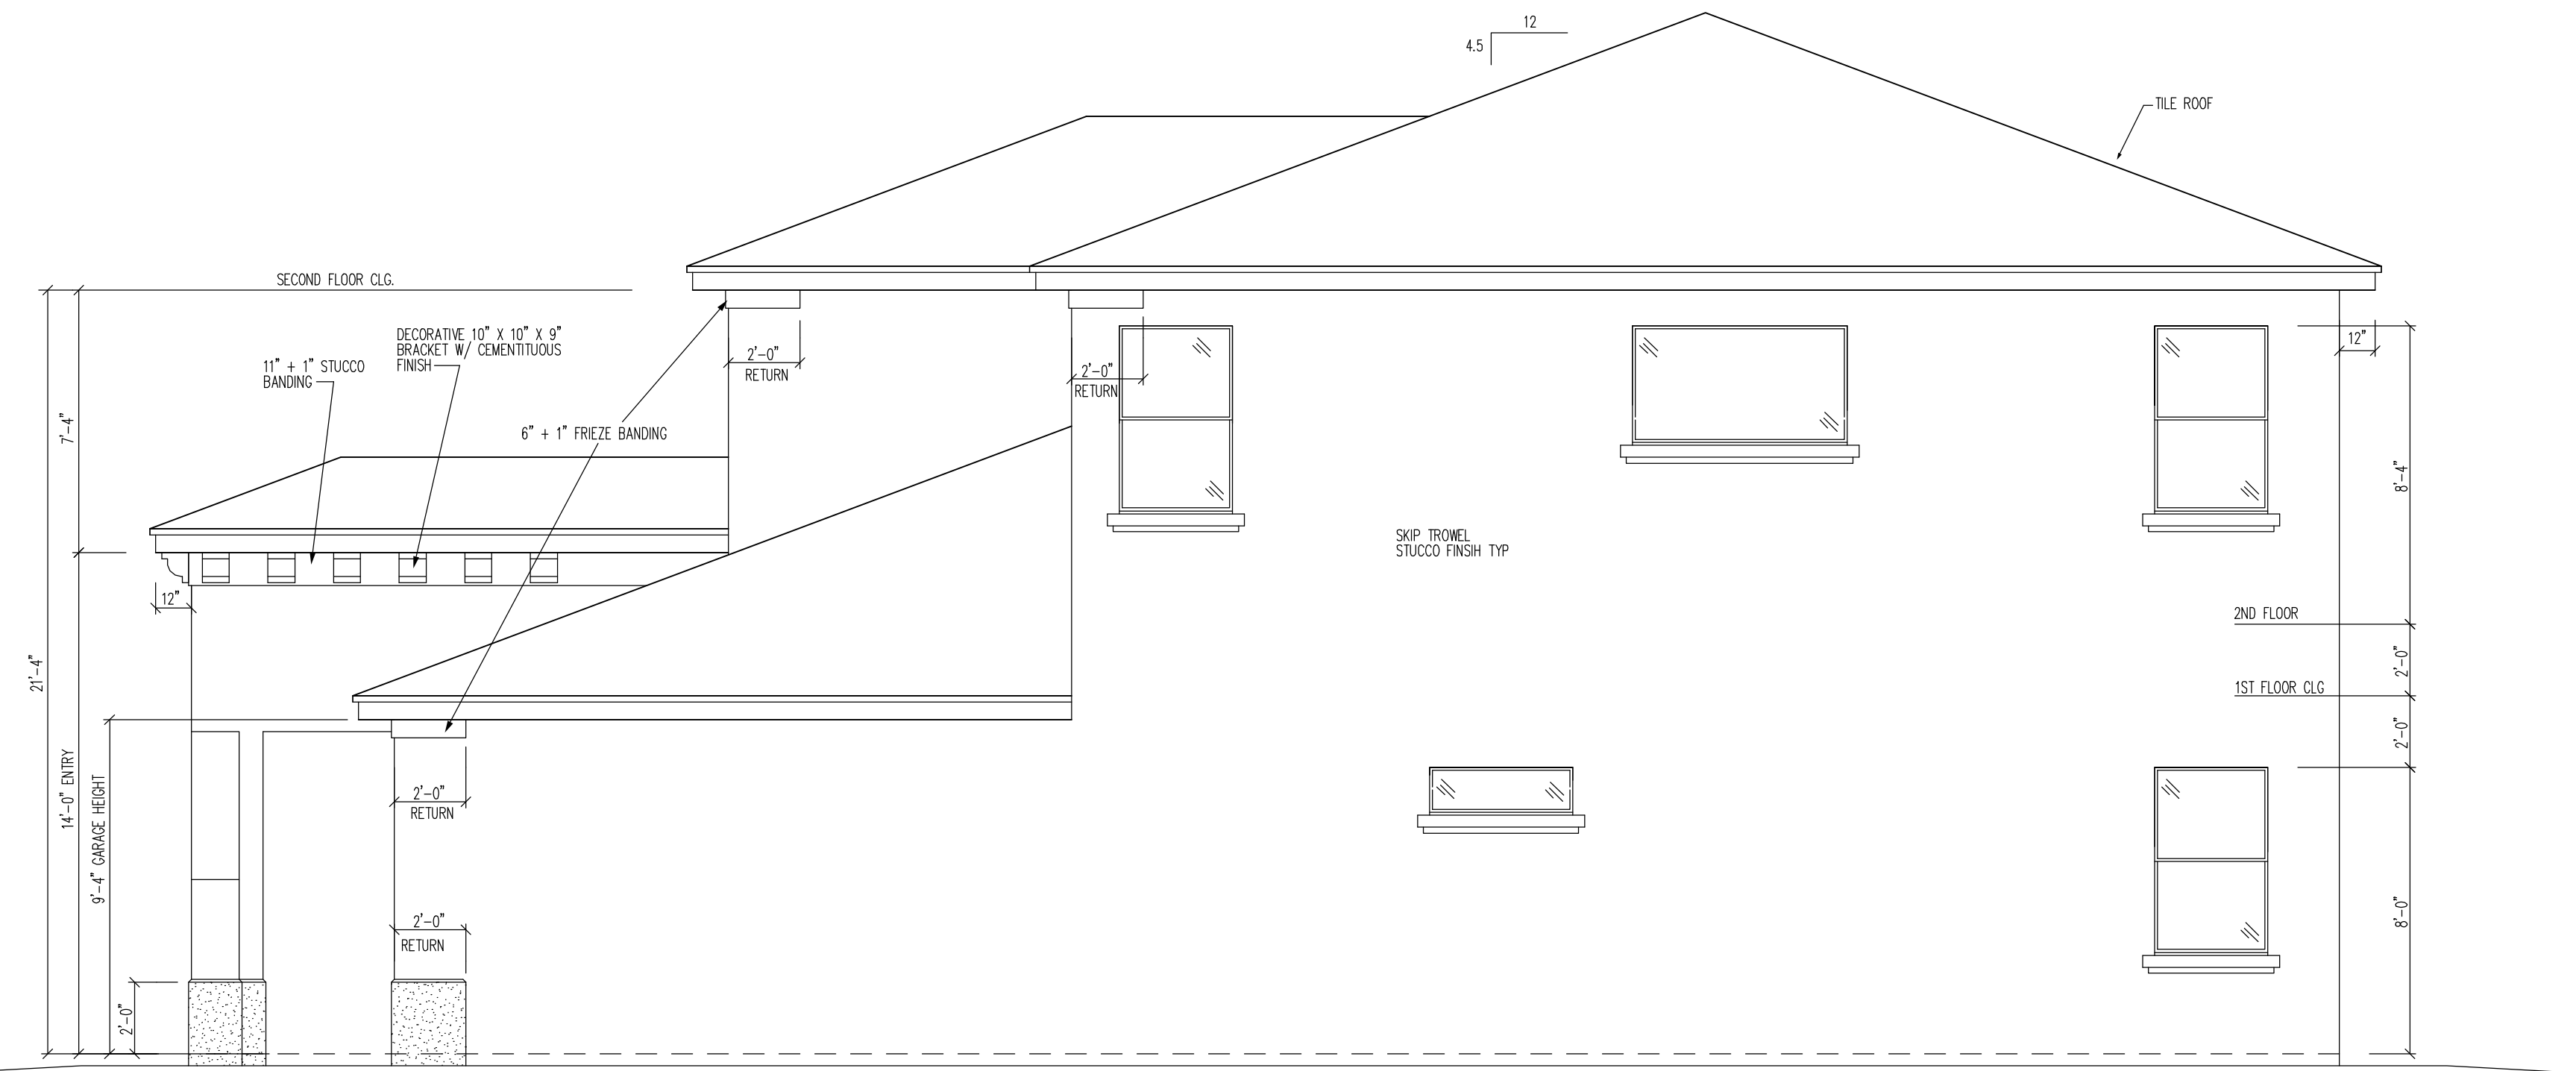 12
4.5
TILE ROOF
SECOND FLOOR CLG.
DECORATIVE 10" X 10" X 9"
BRACKET W/ CEMENTITUOUS
FINISH
11" + 1" STUCCO
BANDING
6" + 1" FRIEZE BANDING
2'-0"
RETURN
2'-0"
RETURN
12"
7'-4"
8'-4"
SKIP TROWEL
STUCCO FINSIH TYP
12"
2ND FLOOR
21'-4"
2'-0"
1ST FLOOR CLG
2'-0"
14'-0" ENTRY
9'-4" GARAGE HEIGHT
2'-0"
RETURN
2'-0"
RETURN
8'-0"
2'-0"